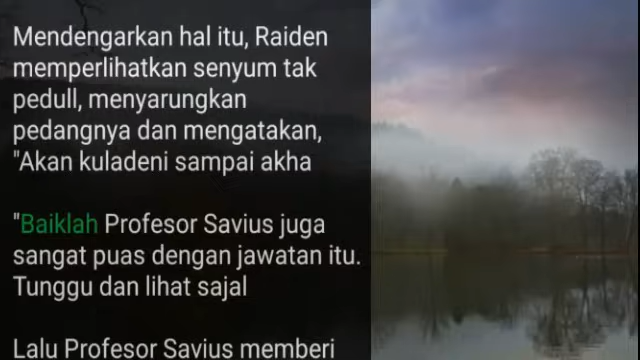 Mendengarkan hal itu, Raiden
memperlihatkan senyum tak
pedull, menyarungkan
pedangnya dan mengatakan,
"Akan kuladeni sampai akha
"Baiklah Profesor Savius juga
sangat puas dengan jawatan itu.
Tunggu dan lihat sajal
Lalu Profesor Savius memberi